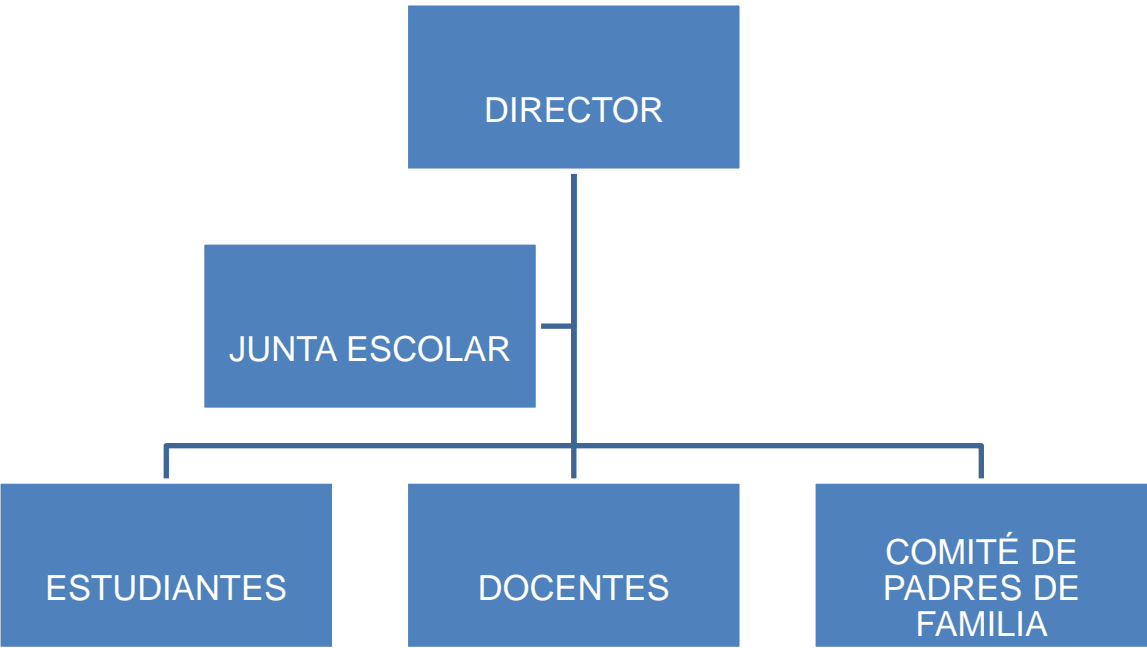 DIRECTOR
JUNTA ESCOLAR
ESTUDIANTES
DOCENTES
COMITÉ DE
PADRES DE
FAMILIA